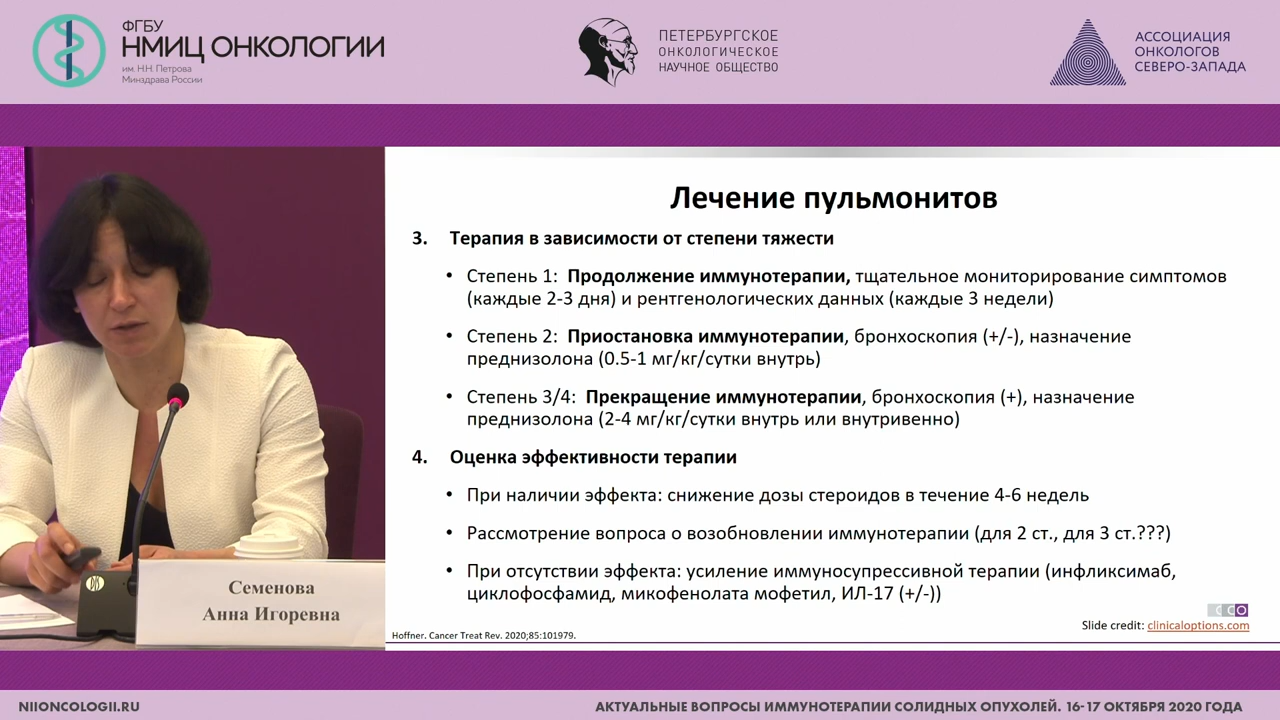 ФГБУ
НМИЦ ОНКОЛОГИИ
им. Н.Н. Петрова
Минздрава России
ПЕТЕРБУРГСКОЕ
ОНКОЛОГИЧЕСКОЕ
НАУЧНОЕ ОБЩЕСТВО
АССОЦИАЦИЯ
ОНКОЛОГОВ
СЕВЕРО-ЗАПАДА
Лечение пульмонитов
3. Терапия в зависимости от степени тяжести
• Степень 1: Продолжение иммунотерапии, тщательное мониторирование симптомов
(каждые 2-3 дня) и рентгенологических данных (каждые 3 недели)
• Степень 2: Приостановка иммунотерапии, бронхоскопия (+/-), назначение
преднизолона (0.5-1 мг/кг/сутки внутрь)
• Степень 3/4: Прекращение иммунотерапии, бронхоскопия (+), назначение
преднизолона (2-4 мг/кг/сутки внутрь или внутривенно)
4. Оценка эффективности терапии
• При наличии эффекта: снижение дозы стероидов в течение 4-6 недель
• Рассмотрение вопроса о возобновлении иммунотерапии (для 2 ст., для 3 ст.???)
• При отсутствии эффекта: усиление иммуносупрессивной терапии (инфликсимаб,
циклофосфамид, микофенолата мофетил, ИЛ-17 (+/-))
CCO
Slide credit: clinicaloptions.com
Hoffner. Cancer Treat Rev. 2020;85:101979.
Семенова
Анна Игоревна
NIIONCOLOGII.RU
АКТУАЛЬНЫЕ ВОПРОСЫ ИММУНОТЕРАПИИ СОЛИДНЫХ ОПУХОЛЕЙ. 16-17 ОКТЯБРЯ 2020 ГОДА